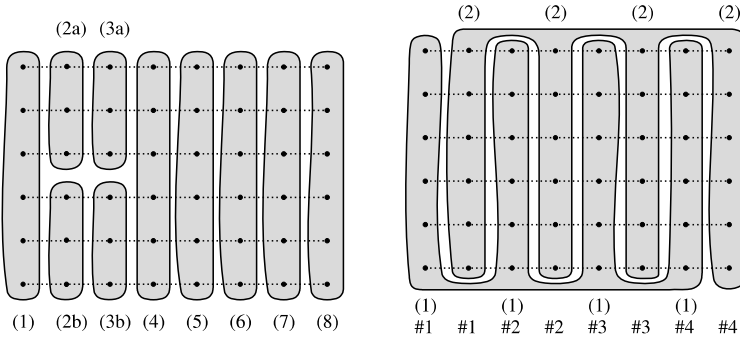 (2a) (3a)
(1) (2b) (3b) (4) (5) (6) (7) (8)
(2) (2) (2) (2)
(1) (1) (1) (1)
#1 #1 #2 #2 #3 #3 #4 #4